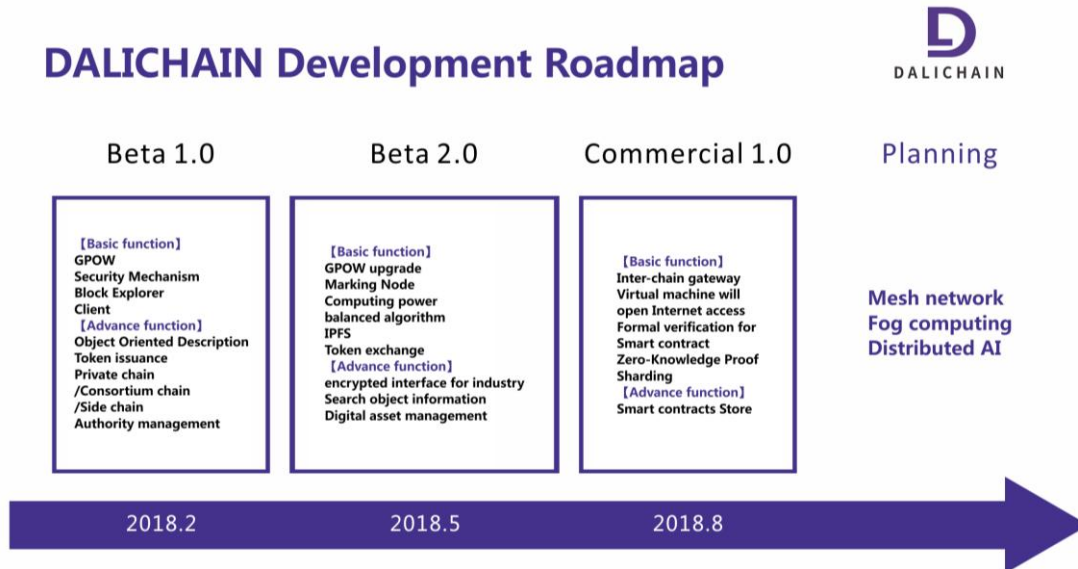 DALICHAIN Development Roadmap
DALICHAIN
Beta 1.0
【Basic function】
GPOW
Security Mechanism
Block Explorer
Client
【Advance function】
Object Oriented Description
Token issuance
Private chain
/Consortium chain
/Side chain
Authority management
2018.2
Beta 2.0
【Basic function】
GPOW upgrade
Marking Node
Computing power
balanced algorithm
IPFS
Token exchange
【Advance function】
encrypted interface for industry
Search object information
Digital asset management
2018.5
Commercial 1.0
【Basic function】
Inter-chain gateway
Virtual machine will
open Internet access
Formal verification for
Smart contract
Zero-Knowledge Proof
Sharding
【Advance function】
Smart contracts Store
2018.8
Planning
Mesh network
Fog computing
Distributed AI